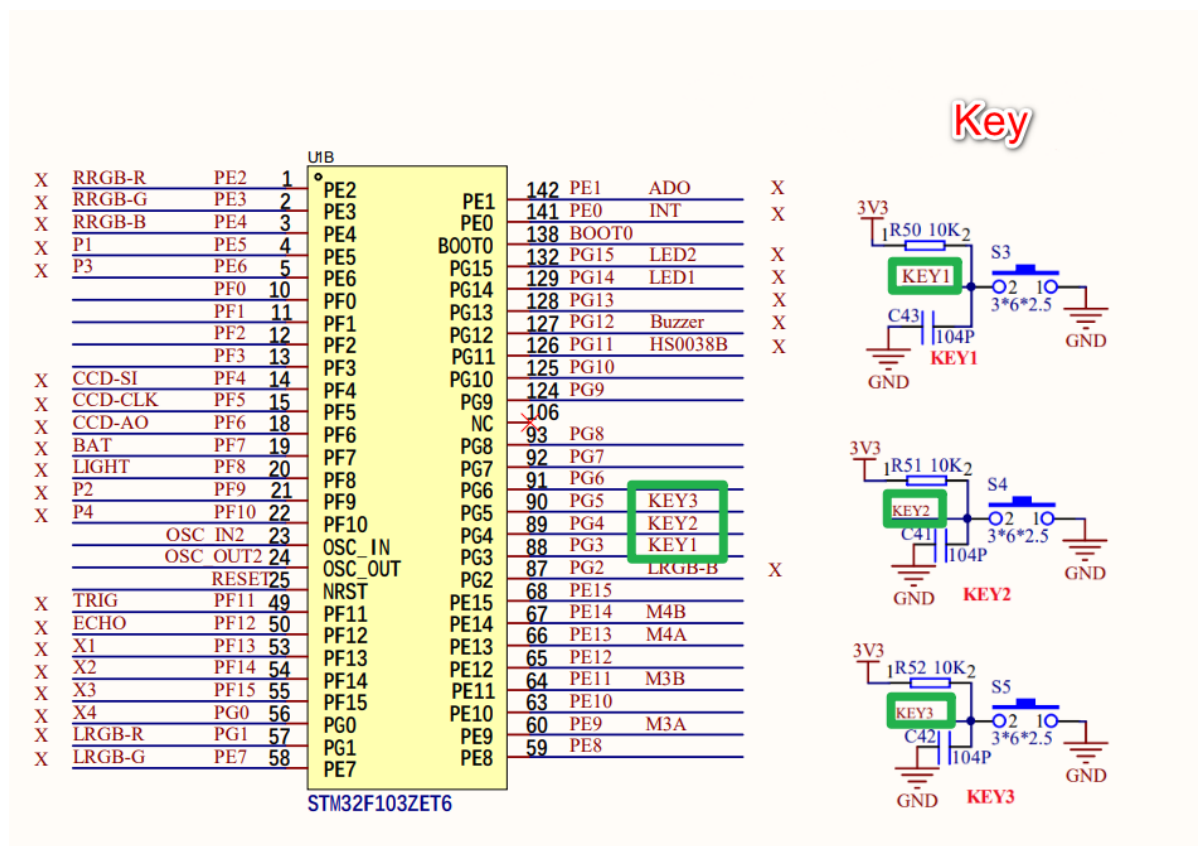 Key
U1B
X RRGB-R PE2 1 PE2
X RRGB-G PE3 2 PE3
X RRGB-B PE4 3 PE4
X P1 PE5 4 PE5
X P3 PE6 5 PE6
PF0 10 PF0
PF1 11 PF1
PF2 12 PF2
PF3 13 PF3
X CCD-SI PF4 14 PF4
X CCD-CLK PF5 15 PF5
X CCD-AO PF6 18 PF6
X BAT PF7 19 PF7
X LIGHT PF8 20 PF8
X P2 PF9 21 PF9
X P4 PF10 22 PF10
OSC IN2 23 OSC_IN
OSC OUT2 24 OSC_OUT
RESET 25 NRST
X TRIG PF11 49 PF11
X ECHO PF12 50 PF12
X X1 PF13 53 PF13
X X2 PF14 54 PF14
X X3 PF15 55 PF15
X X4 PG0 56 PG0
X LRGB-R PG1 57 PG1
X LRGB-G PE7 58 PE7
PE1 142 PE1 ADO X
PE0 141 PE0 INT X
BOOT0 138 BOOT0
PG15 132 PG15 LED2 X
PG14 129 PG14 LED1 X
PG13 128 PG13 X
PG12 127 PG12 Buzzer X
PG11 126 PG11 HS0038B X
PG10 125 PG10
PG9 124 PG9
NC 106
PG8 93 PG8
PG7 92 PG7
PG6 91 PG6
PG5 90 PG5 KEY3
PG4 89 PG4 KEY2
PG3 88 PG3 KEY1
PG2 87 PG2 LRGB-B X
PE15 68 PE15
PE14 67 PE14 M4B
PE13 66 PE13 M4A
PE12 65 PE12
PE11 64 PE11 M3B
PE10 63 PE10
PE9 60 PE9 M3A
PE8 59 PE8
STM32F103ZET6
3V3
1 R50 10K 2
S3
KEY1
2 1
3*6*2.5
C43
104P
GND
KEY1
GND
3V3
1 R51 10K 2
S4
KEY2
2 1
3*6*2.5
C41
104P
GND
GND
KEY2
3V3
1 R52 10K 2
S5
KEY3
2 1
3*6*2.5
C42
104P
GND
GND
KEY3